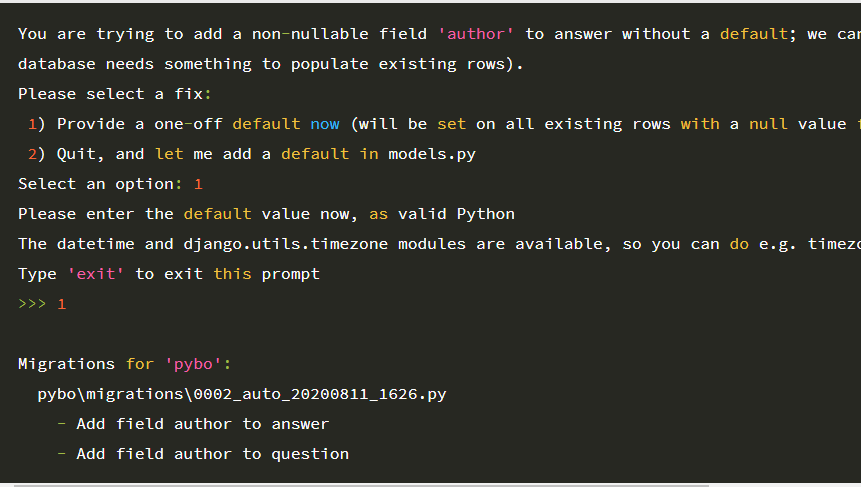 You are trying to add a non-nullable field 'author' to answer without a default; we can
database needs something to populate existing rows).
Please select a fix:
1) Provide a one-off default now (will be set on all existing rows with a null value
2) Quit, and let me add a default in models.py
Select an option: 1
Please enter the default value now, as valid Python
The datetime and django.utils.timezone modules are available, so you can do e.g.
Type 'exit' to exit this prompt
>>> 1
Migrations for 'pybo':
pybo\migrations\0002_auto_20200811_1626.py
- Add field author to answer
- Add field author to question